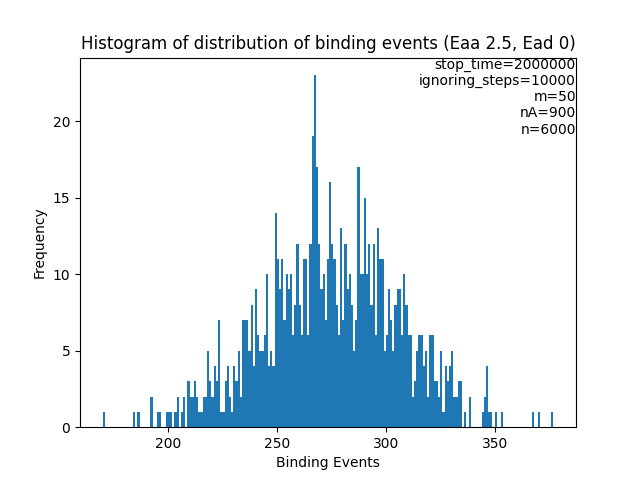 Histogram of distribution of binding events (Eaa 2.5, Ead 0)
stop_time=2000000
ignoring_steps=10000
m=50
nA=900
n=6000
20
15
10
5
0
Frequency
200 250 300 350
Binding Events